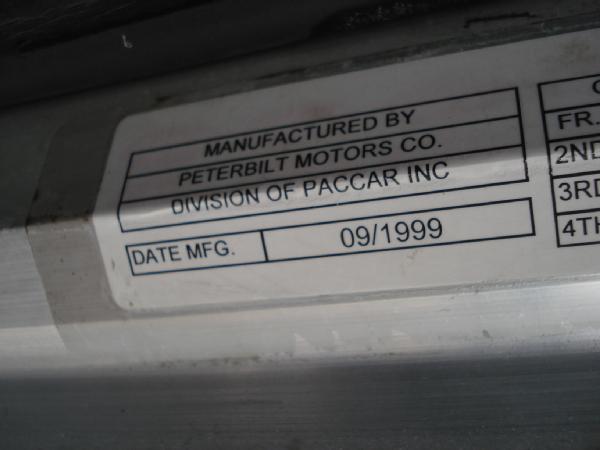 MANUFACTURED BY
PETERBILT MOTORS CO.
DIVISION OF PACCAR INC
DATE MFG. 09/1999
FR.
2ND
3RD
4TH